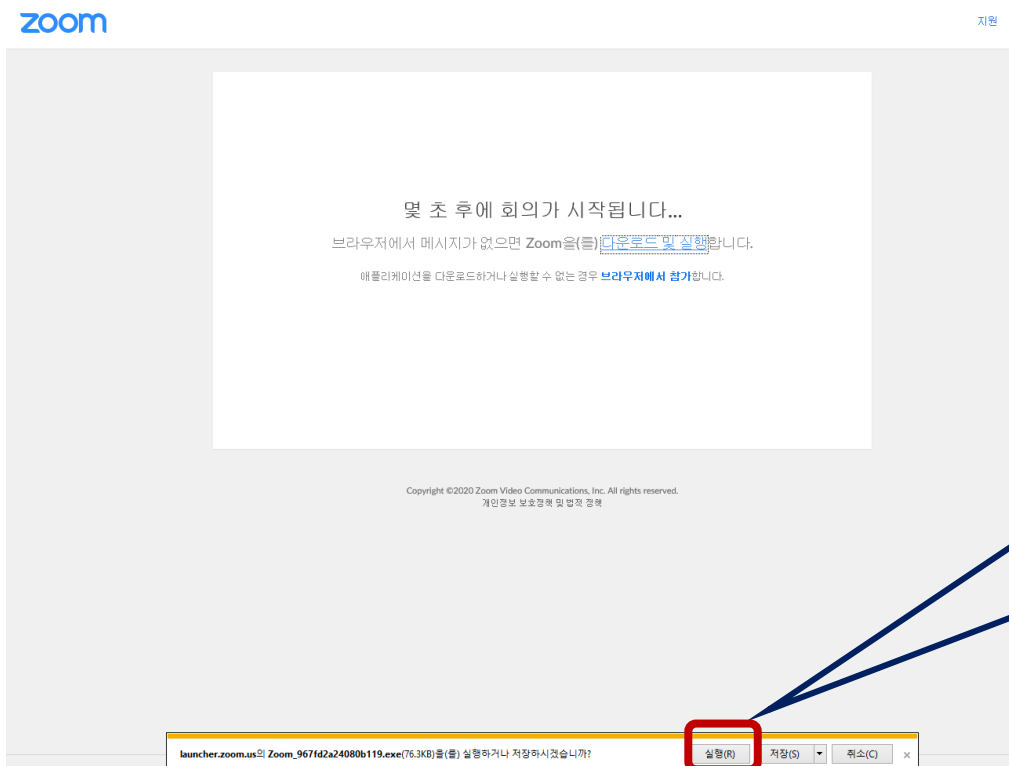 zoom
지원
몇 초 후에 회의가 시작됩니다...
브라우저에서 메시지가 없으면 Zoom을(를) 다운로드 및 실행합니다.
애플리케이션을 다운로드하거나 실행할 수 없는 경우 브라우저에서 참가합니다.
Copyright ©2020 Zoom Video Communications, Inc. All rights reserved.
개인정보 보호정책 및 법적 정책
launcher.zoom.us의 Zoom_967fd2a24080b119.exe(76.3KB)을(를) 실행하거나 저장하시겠습니까? 실행(R) 저장(S) 취소(C) ×